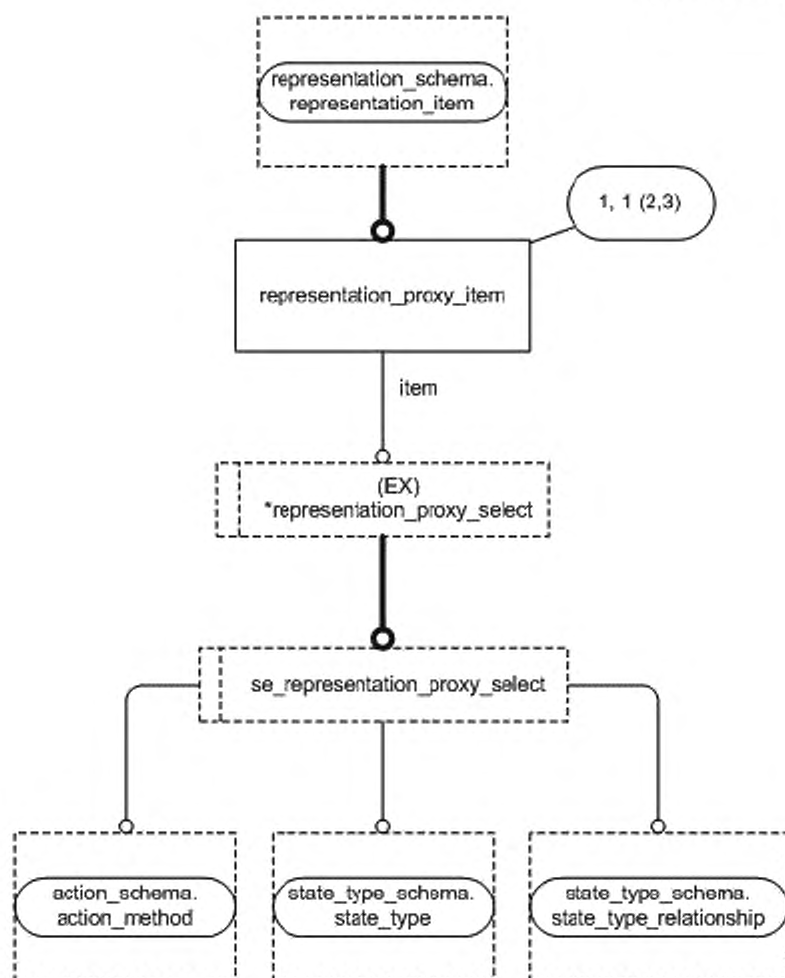 representation_schema.
representation_item
1, 1 (2,3)
representation_proxy_item
item
(EX)
*representation_proxy_select
se_representation_proxy_select
action_schema.
action_method
state_type_schema.
state_type
state_type_schema.
state_type_relationship